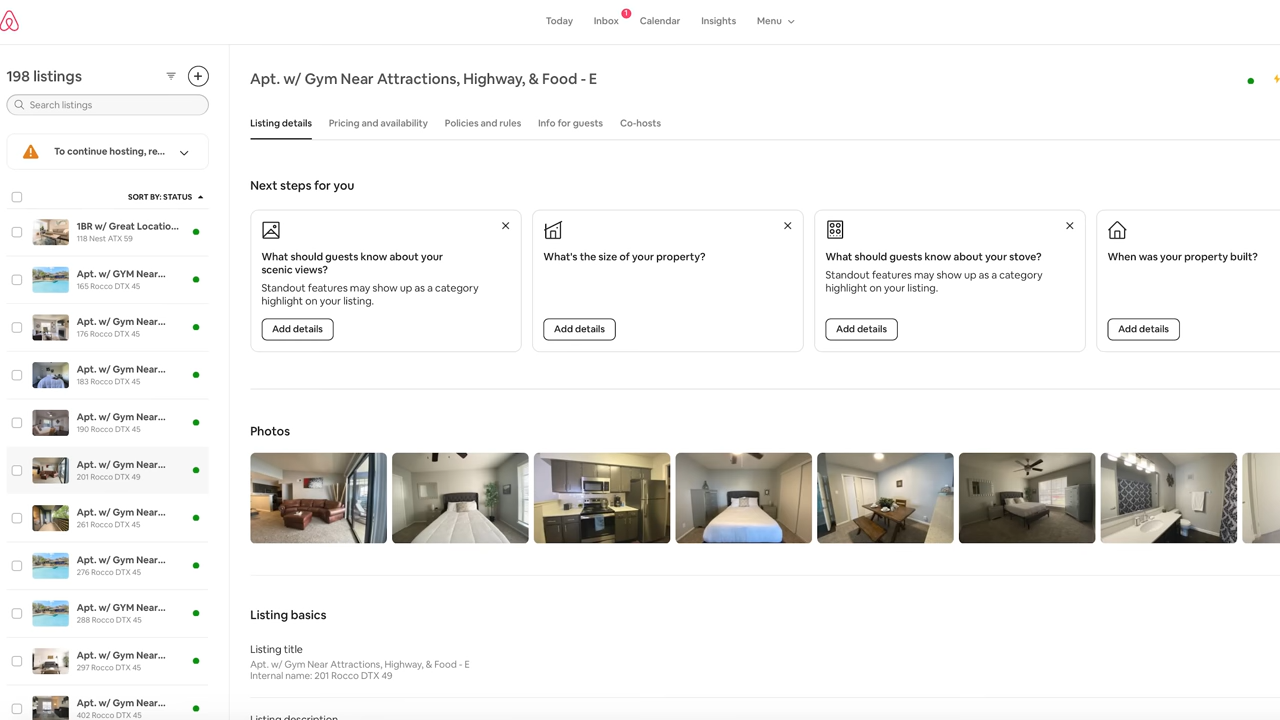 Today
Inbox
1
Calendar
Insights
Menu
198 listings
Search listings
To continue hosting, re...
SORT BY: STATUS
1BR w/ Great Locatio...
118 Nest ATX 59
Apt. w/ GYM Near...
165 Rocco DTX 45
Apt. w/ Gym Near...
176 Rocco DTX 45
Apt. w/ Gym Near...
183 Rocco DTX 45
Apt. w/ Gym Near...
190 Rocco DTX 45
Apt. w/ Gym Near...
201 Rocco DTX 49
Apt. w/ Gym Near...
261 Rocco DTX 45
Apt. w/ Gym Near...
276 Rocco DTX 45
Apt. w/ GYM Near...
288 Rocco DTX 45
Apt. w/ Gym Near...
297 Rocco DTX 45
Apt. w/ Gym Near...
402 Rocco DTX 45
Apt. w/ Gym Near Attractions, Highway, & Food - E
Listing details
Pricing and availability
Policies and rules
Info for guests
Co-hosts
Next steps for you
What should guests know about your
scenic views?
Standout features may show up as a category
highlight on your listing.
Add details
What's the size of your property?
Add details
What should guests know about your stove?
Standout features may show up as a category
highlight on your listing.
Add details
When was your property built?
Add details
Photos
Listing basics
Listing title
Apt. w/ Gym Near Attractions, Highway, & Food - E
Internal name: 201 Rocco DTX 49
Listing description